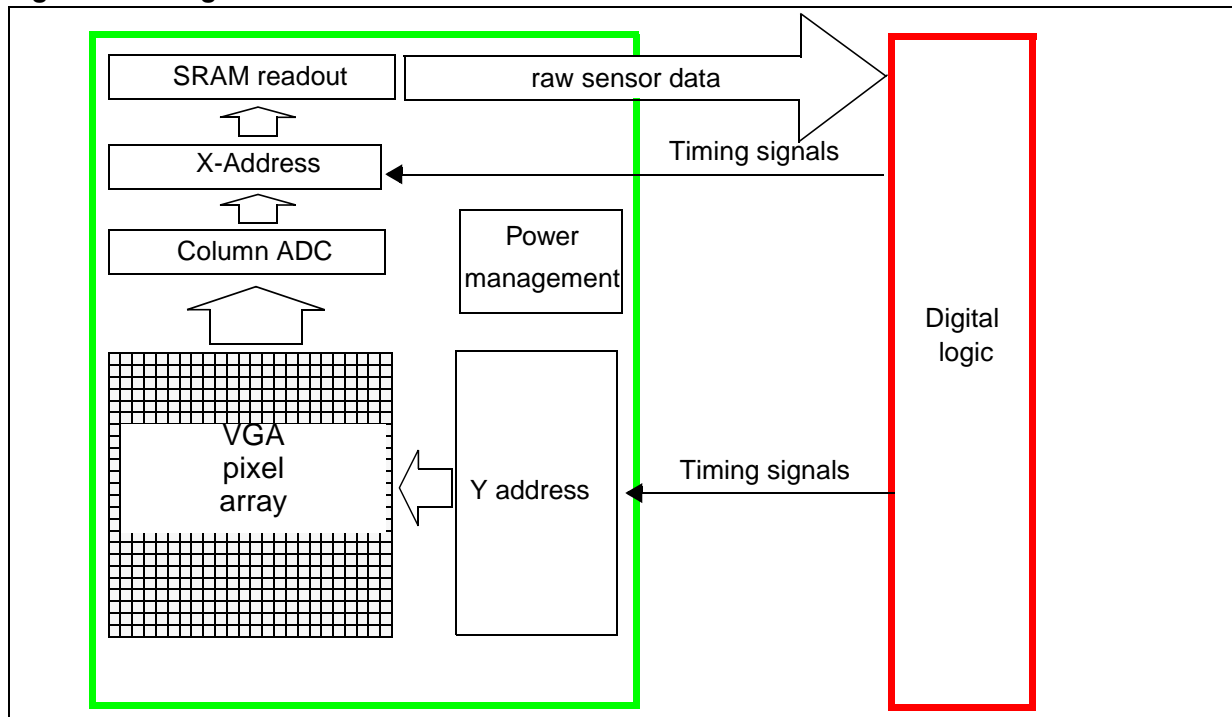 SRAM readout
raw sensor data
Timing signals
X-Address
Column ADC
Power
management
Digital
logic
VGA
pixel
array
Y address
Timing signals